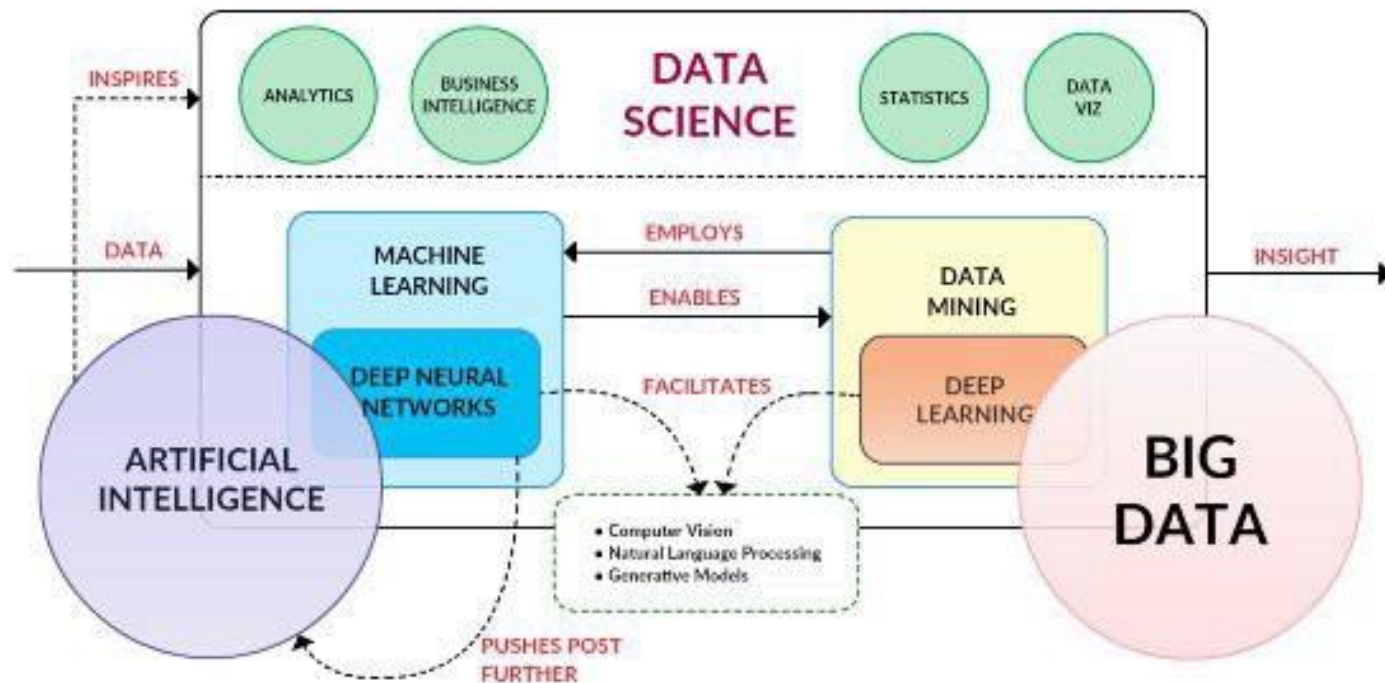 INSPIRES
ANALYTICS
BUSINESS
INTELLIGENCE
DATA
SCIENCE
STATISTICS
DATA
VIZ
DATA
MACHINE
LEARNING
EMPLOYS
ENABLES
DATA
MINING
INSIGHT
DEEP NEURAL
NETWORKS
FACILITATES
DEEP
LEARNING
ARTIFICIAL
INTELLIGENCE
BIG
DATA
• Computer Vision
• Natural Language Processing
• Generative Models
PUSHES POST
FURTHER